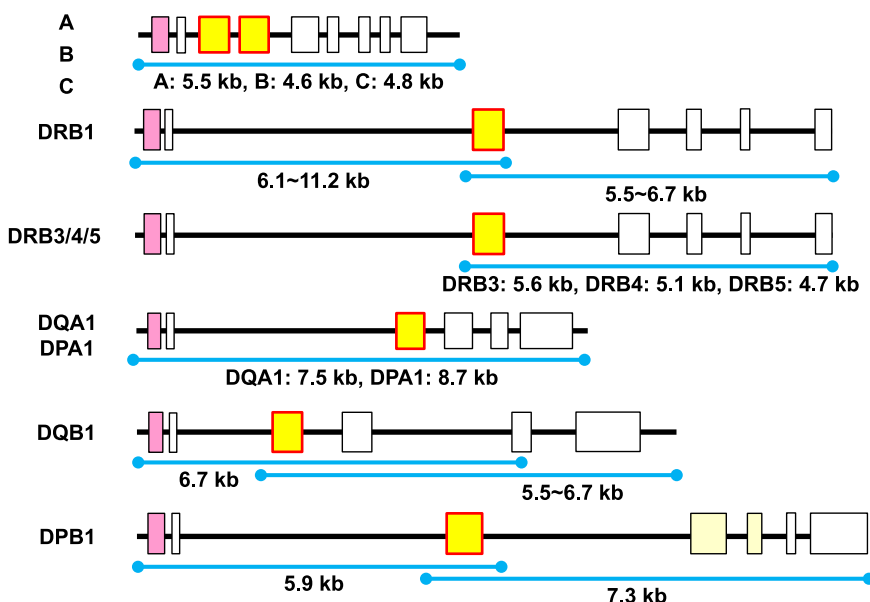 A
B
C
A: 5.5 kb, B: 4.6 kb, C: 4.8 kb
DRB1
6.1~11.2 kb
5.5~6.7 kb
DRB3/4/5
DRB3: 5.6 kb, DRB4: 5.1 kb, DRB5: 4.7 kb
DQA1
DPA1
DQA1: 7.5 kb, DPA1: 8.7 kb
DQB1
6.7 kb
5.5~6.7 kb
DPB1
5.9 kb
7.3 kb